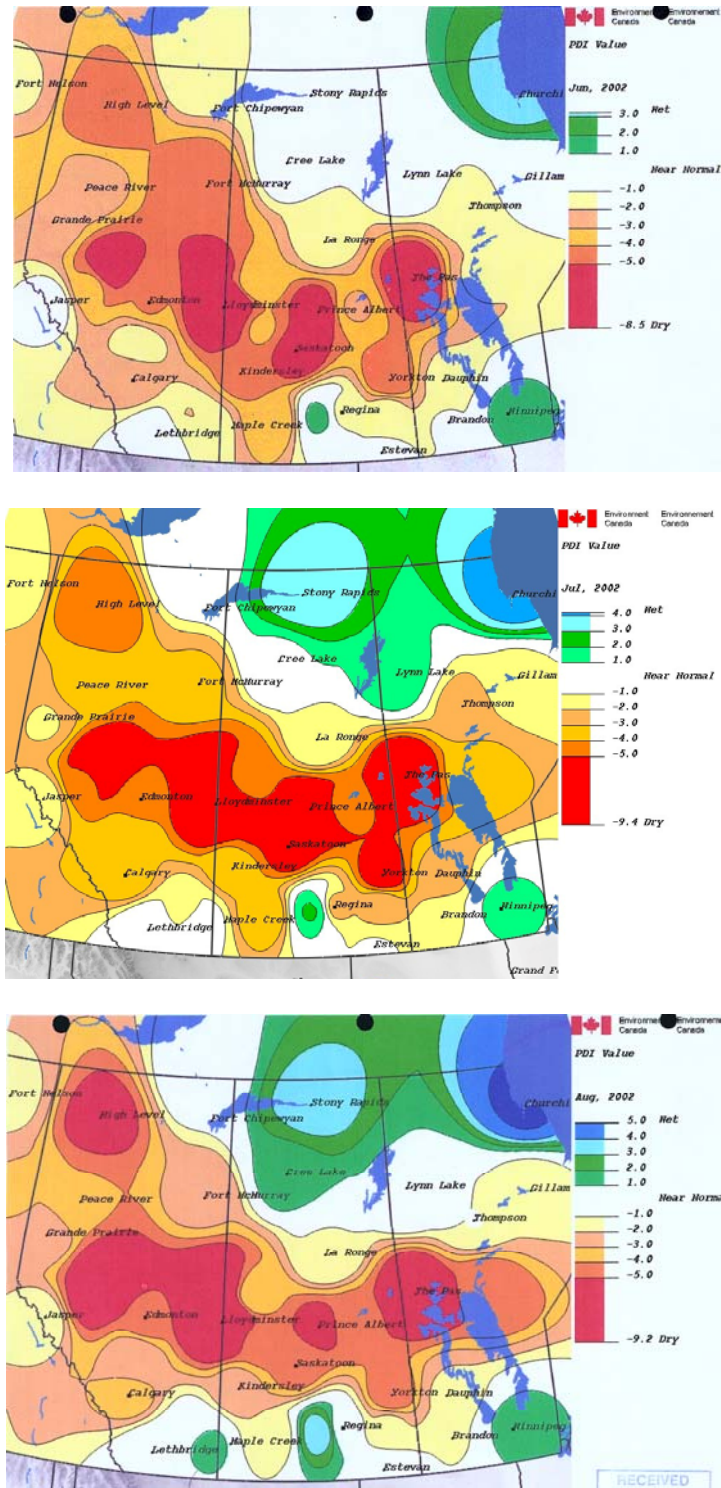 Environmen Environnement
Canada Canada
PDI Value
Fort Nelson
High Level
Fort Chipewyan
Stony Rapids
Churchi
Jun, 2002
3.0 Wet
2.0
1.0
Cree Lake
Lynn Lake
Gillam
Near Normal
Peace River
Fort McMurray
Thompson
-1.0
-2.0
Grande Prairie
-3.0
La Ronge
-4.0
-5.0
The Pas
Jasper
Edmonton
Lloydminster
Prince Albert
-8.5 Dry
Saskatoon
Calgary
Kindersley
Yorkton
Dauphin
Regina
Winnipeg
Lethbridge
Maple Creek
Brandon
Estevan
Environment Environnement
Canada Canada
PDI Value
Fort Nelson
High Level
Fort Chipewyan
Stony Rapids
Churchi
Jul, 2002
4.0 Wet
3.0
2.0
1.0
Cree Lake
Lynn Lake
Gillam
Near Normal
Peace River
Fort McMurray
Thompson
-1.0
-2.0
Grande Prairie
-3.0
La Ronge
-4.0
-5.0
The Pas
Jasper
Edmonton
Lloydminster
Prince Albert
-9.4 Dry
Saskatoon
Calgary
Kindersley
Yorkton
Dauphin
Regina
Winnipeg
Lethbridge
Maple Creek
Brandon
Estevan
Grand F
Environmen Environnement
Canada Canada
PDI Value
Fort Nelson
High Level
Fort Chipewyan
Stony Rapids
Churchi
Aug, 2002
5.0 Wet
4.0
3.0
2.0
1.0
Cree Lake
Lynn Lake
Gillam
Near Normal
Peace River
Fort McMurray
Thompson
-1.0
-2.0
Grande Prairie
-3.0
La Ronge
-4.0
-5.0
The Pas
Jasper
Edmonton
Lloydminster
Prince Albert
-9.2 Dry
Saskatoon
Calgary
Kindersley
Yorkton
Dauphin
Regina
Winnipeg
Lethbridge
Maple Creek
Brandon
Estevan
RECEIVED